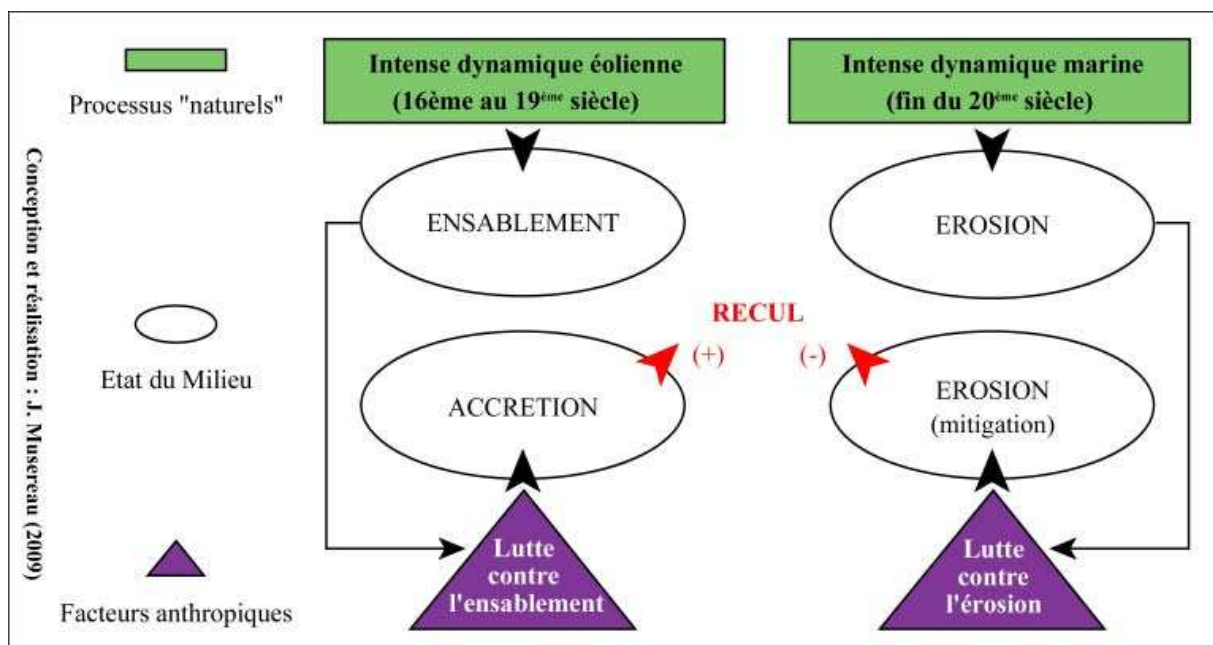 Conception et réalisation : J. Musereau (2009)
Processus "naturels"
Etat du Milieu
Facteurs anthropiques
Intense dynamique éolienne
(16ème au 19ème siècle)
ENSABLEMENT
ACCRETION
Lutte
contre
l'ensablement
RECUL
(+)
(-)
Intense dynamique marine
(fin du 20ème siècle)
EROSION
EROSION
(mitigation)
Lutte
contre
l'érosion